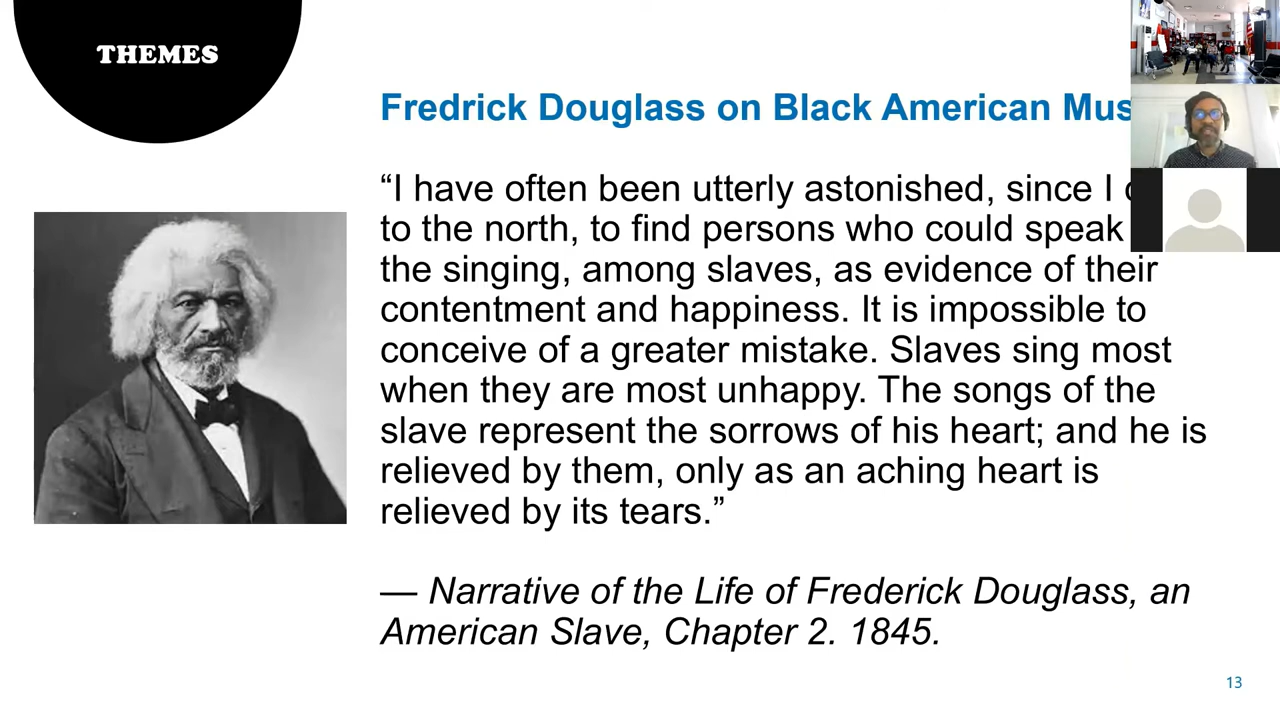 THEMES
Fredrick Douglass on Black American Mus
“I have often been utterly astonished, since I
to the north, to find persons who could speak
the singing, among slaves, as evidence of their
contentment and happiness. It is impossible to
conceive of a greater mistake. Slaves sing most
when they are most unhappy. The songs of the
slave represent the sorrows of his heart; and he is
relieved by them, only as an aching heart is
relieved by its tears.”
— Narrative of the Life of Frederick Douglass, an
American Slave, Chapter 2. 1845.
13